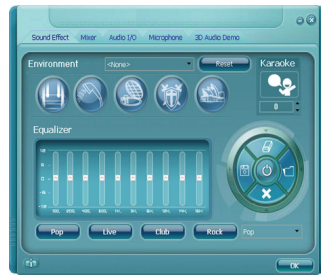 Sound Effect Mixer Audio I/O Microphone 3D Audio Demo
Environment <None> Reset Karaoke
0
Equalizer
Pop Live Club Rock Pop
OK